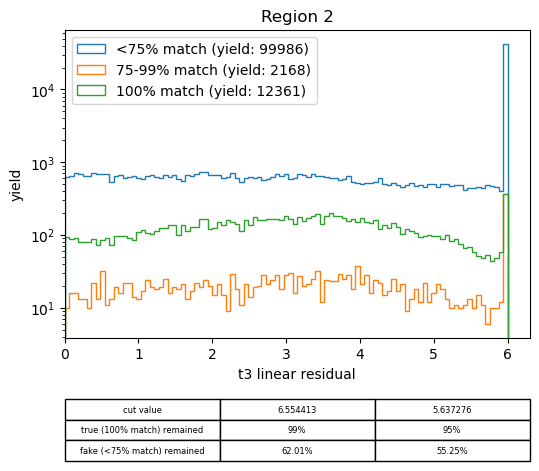 Region 2
<75% match (yield: 99986)
75-99% match (yield: 2168)
100% match (yield: 12361)
yield
10⁴
10³
10²
10¹
0 1 2 3 4 5 6
t3 linear residual
cut value 6.554413 5.637276
true (100% match) remained 99% 95%
fake (<75% match) remained 62.01% 55.25%